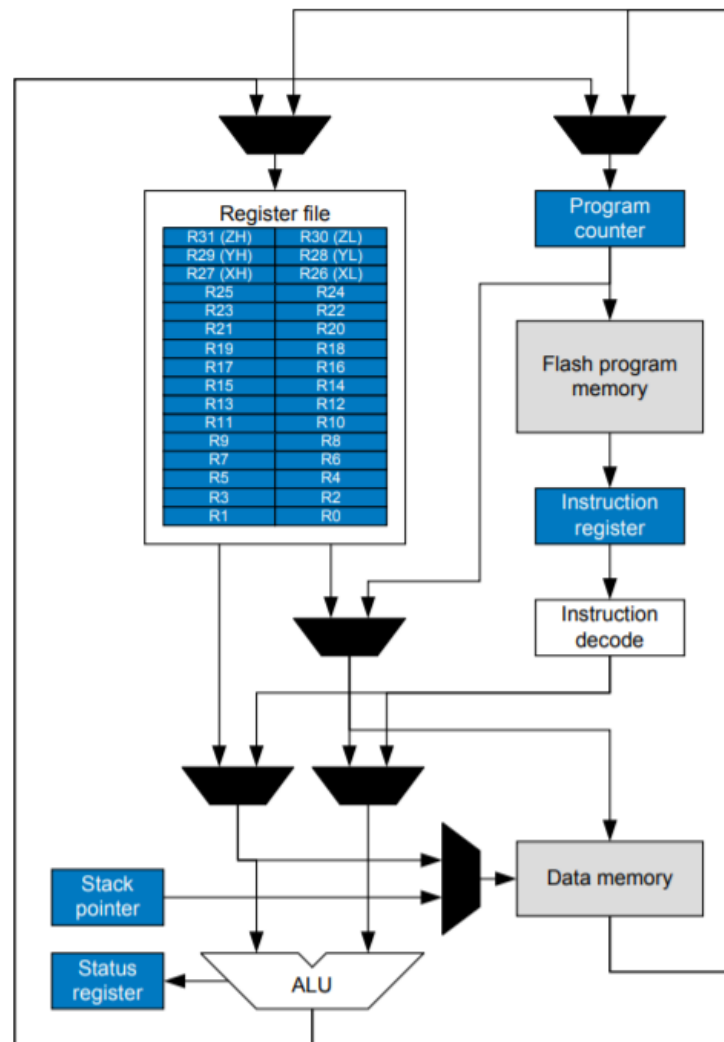 Register file
R31 (ZH) R30 (ZL)
R29 (YH) R28 (YL)
R27 (XH) R26 (XL)
R25 R24
R23 R22
R21 R20
R19 R18
R17 R16
R15 R14
R13 R12
R11 R10
R9 R8
R7 R6
R5 R4
R3 R2
R1 R0
Program
counter
Flash program
memory
Instruction
register
Instruction
decode
Stack
pointer
Data memory
Status
register
ALU